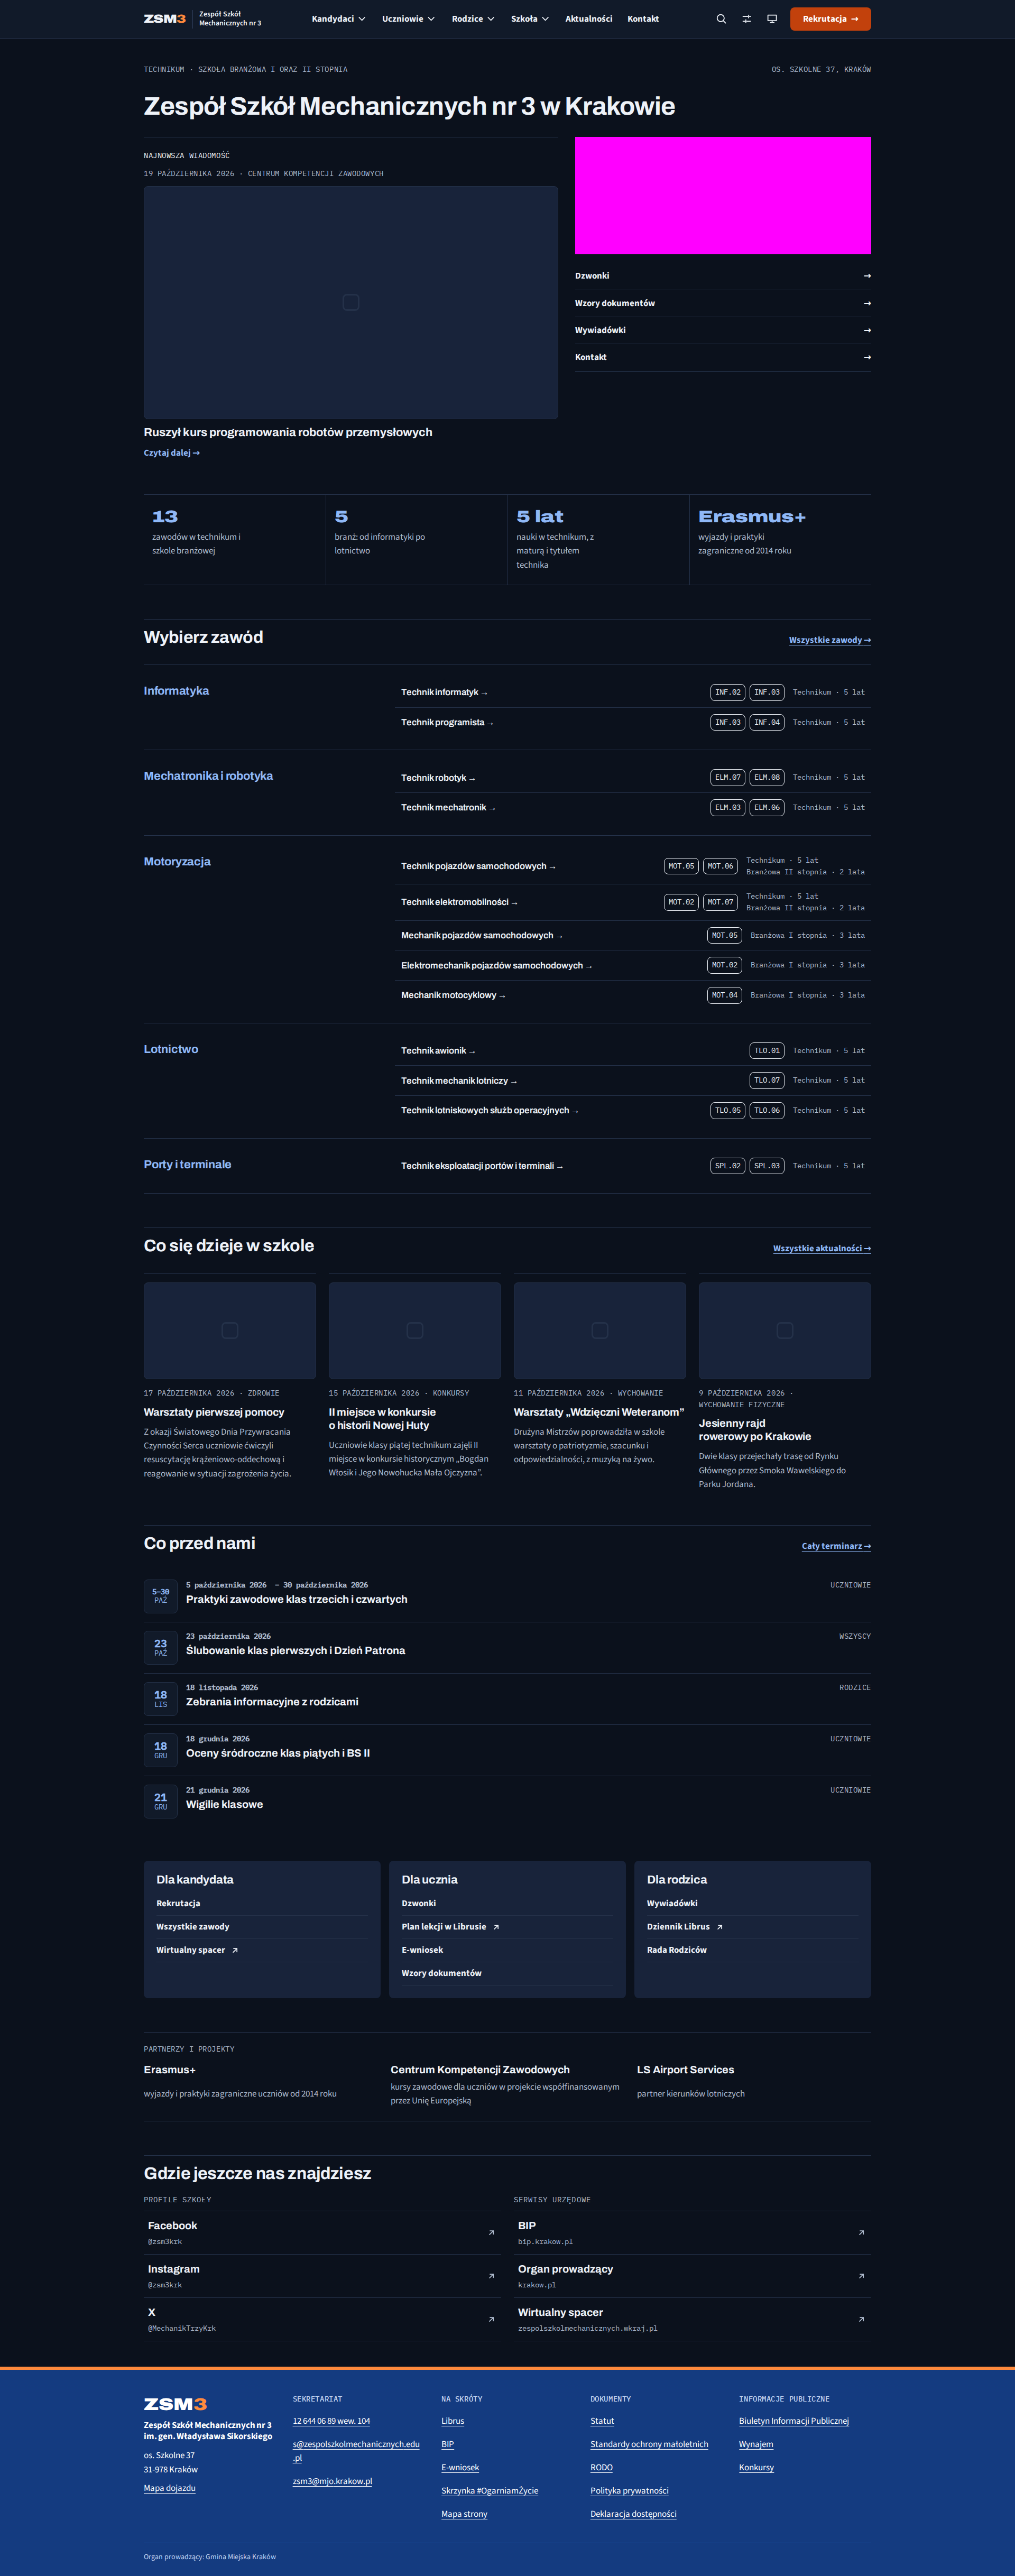 ZSM3
Zespół Szkół
Mechanicznych nr 3
Kandydaci
Uczniowie
Rodzice
Szkoła
Aktualności
Kontakt
Rekrutacja →
TECHNIKUM · SZKOŁA BRANŻOWA I ORAZ II STOPNIA
OS. SZKOLNE 37, KRAKÓW
Zespół Szkół Mechanicznych nr 3 w Krakowie
NAJNOWSZA WIADOMOŚĆ
19 PAŹDZIERNIKA 2026 · CENTRUM KOMPETENCJI ZAWODOWYCH
Ruszył kurs programowania robotów przemysłowych
Czytaj dalej →
Dzwonki →
Wzory dokumentów →
Wywiadówki →
Kontakt →
13
zawodów w technikum i
szkole branżowej
5
branż: od informatyki po
lotnictwo
5 lat
nauki w technikum, z
maturą i tytułem
technika
Erasmus+
wyjazdy i praktyki
zagraniczne od 2014 roku
Wybierz zawód
Wszystkie zawody →
Informatyka
Technik informatyk → INF.02 INF.03 Technikum · 5 lat
Technik programista → INF.03 INF.04 Technikum · 5 lat
Mechatronika i robotyka
Technik robotyk → ELM.07 ELM.08 Technikum · 5 lat
Technik mechatronik → ELM.03 ELM.06 Technikum · 5 lat
Motoryzacja
Technik pojazdów samochodowych → MOT.05 MOT.06 Technikum · 5 lat
Branżowa II stopnia · 2 lata
Technik elektromobilności → MOT.02 MOT.07 Technikum · 5 lat
Branżowa II stopnia · 2 lata
Mechanik pojazdów samochodowych → MOT.05 Branżowa I stopnia · 3 lata
Elektromechanik pojazdów samochodowych → MOT.02 Branżowa I stopnia · 3 lata
Mechanik motocyklowy → MOT.04 Branżowa I stopnia · 3 lata
Lotnictwo
Technik awionik → TLO.01 Technikum · 5 lat
Technik mechanik lotniczy → TLO.07 Technikum · 5 lat
Technik lotniskowych służb operacyjnych → TLO.05 TLO.06 Technikum · 5 lat
Porty i terminale
Technik eksploatacji portów i terminali → SPL.02 SPL.03 Technikum · 5 lat
Co się dzieje w szkole
Wszystkie aktualności →
17 PAŹDZIERNIKA 2026 · ZDROWIE
Warsztaty pierwszej pomocy
Z okazji Światowego Dnia Przywracania
Czynności Serca uczniowie ćwiczyli
resuscytację krążeniowo-oddechową i
reagowanie w sytuacji zagrożenia życia.
15 PAŹDZIERNIKA 2026 · KONKURSY
II miejsce w konkursie
o historii Nowej Huty
Uczniowie klasy piątej technikum zajęli II
miejsce w konkursie historycznym „Bogdan
Włosik i Jego Nowohucka Mała Ojczyzna”.
11 PAŹDZIERNIKA 2026 · WYCHOWANIE
Warsztaty „Wdzięczni Weteranom”
Drużyna Mistrzów poprowadziła w szkole
warsztaty o patriotyzmie, szacunku i
odpowiedzialności, z muzyką na żywo.
9 PAŹDZIERNIKA 2026 ·
WYCHOWANIE FIZYCZNE
Jesienny rajd
rowerowy po Krakowie
Dwie klasy przejechały trasę od Rynku
Głównego przez Smoka Wawelskiego do
Parku Jordana.
Co przed nami
Cały terminarz →
5–30
PAŹ
5 października 2026 – 30 października 2026
Praktyki zawodowe klas trzecich i czwartych
UCZNIOWIE
23
PAŹ
23 października 2026
Ślubowanie klas pierwszych i Dzień Patrona
WSZYSCY
18
LIS
18 listopada 2026
Zebrania informacyjne z rodzicami
RODZICE
18
GRU
18 grudnia 2026
Oceny śródroczne klas piątych i BS II
UCZNIOWIE
21
GRU
21 grudnia 2026
Wigilie klasowe
UCZNIOWIE
Dla kandydata
Rekrutacja
Wszystkie zawody
Wirtualny spacer ↗
Dla ucznia
Dzwonki
Plan lekcji w Librusie ↗
E-wniosek
Wzory dokumentów
Dla rodzica
Wywiadówki
Dziennik Librus ↗
Rada Rodziców
PARTNERZY I PROJEKTY
Erasmus+
wyjazdy i praktyki zagraniczne uczniów od 2014 roku
Centrum Kompetencji Zawodowych
kursy zawodowe dla uczniów w projekcie współfinansowanym
przez Unię Europejską
LS Airport Services
partner kierunków lotniczych
Gdzie jeszcze nas znajdziesz
PROFILE SZKOŁY
Facebook
@zsm3krk ↗
Instagram
@zsm3krk ↗
X
@MechanikTrzyKrk ↗
SERWISY URZĘDOWE
BIP
bip.krakow.pl ↗
Organ prowadzący
krakow.pl ↗
Wirtualny spacer
zespolszkolmechanicznych.wkraj.pl ↗
ZSM3
Zespół Szkół Mechanicznych nr 3
im. gen. Władysława Sikorskiego
os. Szkolne 37
31-978 Kraków
Mapa dojazdu
SEKRETARIAT
12 644 06 89 wew. 104
s@zespolszkolmechanicznych.edu
.pl
zsm3@mjo.krakow.pl
NA SKRÓTY
Librus
BIP
E-wniosek
Skrzynka #OgarniamŻycie
Mapa strony
DOKUMENTY
Statut
Standardy ochrony małoletnich
RODO
Polityka prywatności
Deklaracja dostępności
INFORMACJE PUBLICZNE
Biuletyn Informacji Publicznej
Wynajem
Konkursy
Organ prowadzący: Gmina Miejska Kraków